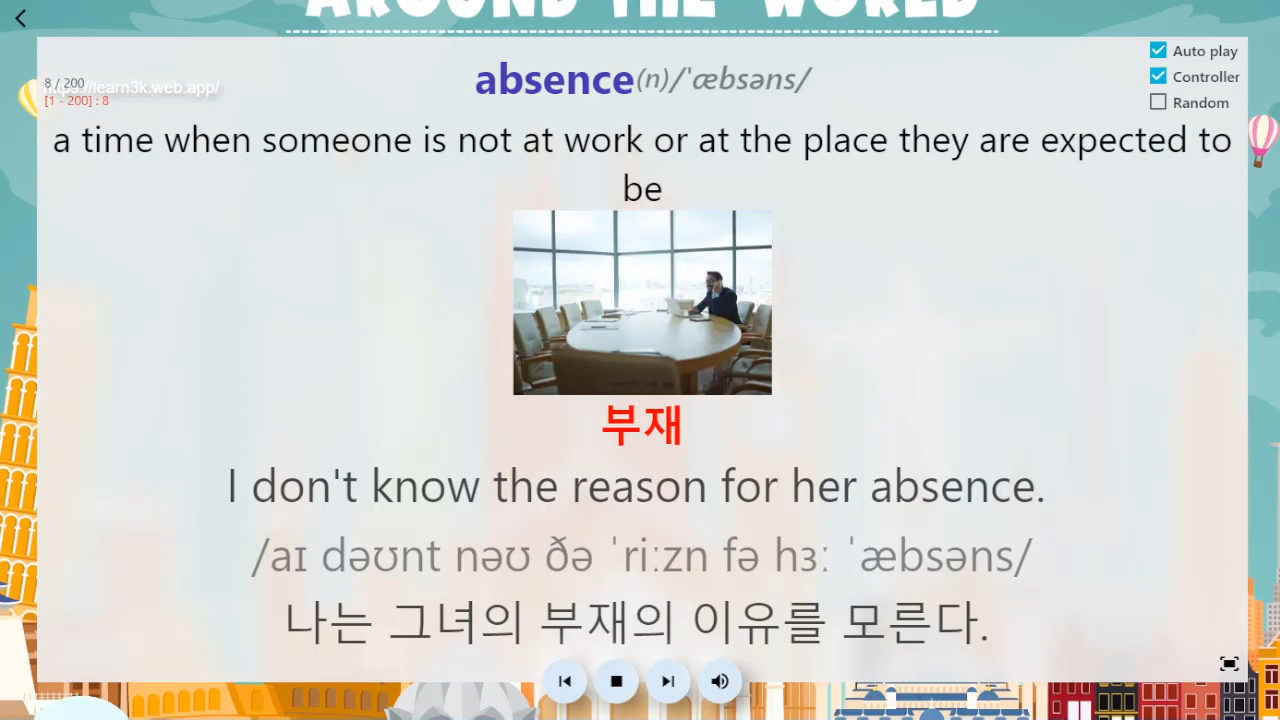 AROUND THE WORLD
Auto play
8 / 200
https://learn3k.web.app/
absence(n)/ˈæbsəns/
Controller
[1 - 200] : 8
Random
a time when someone is not at work or at the place they are expected to
be
부재
I don't know the reason for her absence.
/aɪ dəʊnt nəʊ ðə ˈriːzn fə hɜː ˈæbsəns/
나는 그녀의 부재의 이유를 모른다.